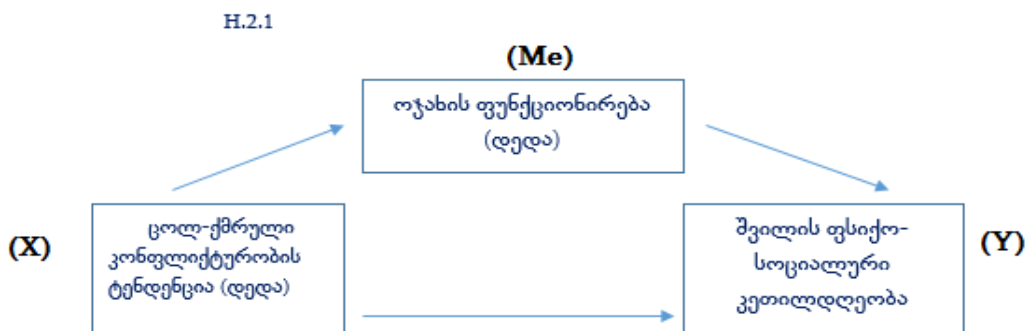 H.2.1
(Me)
ოჯახის ფუნქციონირება
(დედა)
(X)
ცოლ-ქმრული
კონფლიქტურობის
ტენდენცია (დედა)
შვილის ფსიქო-
სოციალური
კეთილდღეობა
(Y)